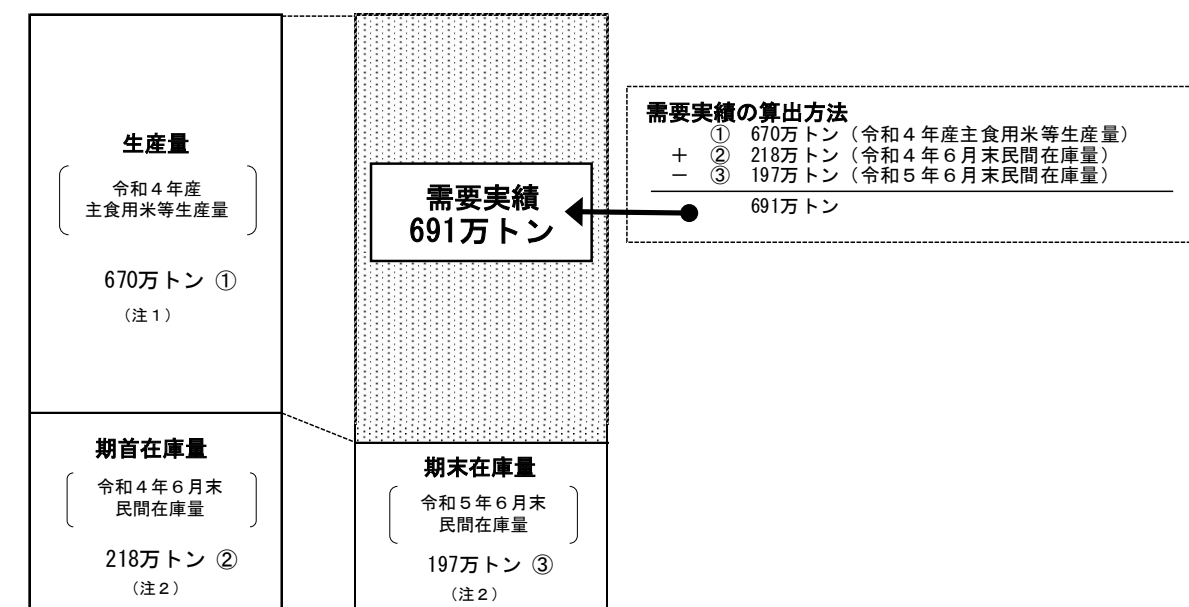 生産量
令和４年産
主食用米等生産量
670万トン ①
（注１）
期首在庫量
令和４年６月末
民間在庫量
218万トン ②
（注２）
需要実績
691万トン
期末在庫量
令和５年６月末
民間在庫量
197万トン ③
（注２）
需要実績の算出方法
① 670万トン（令和４年産主食用米等生産量）
＋ ② 218万トン（令和４年６月末民間在庫量）
－ ③ 197万トン（令和５年６月末民間在庫量）
691万トン